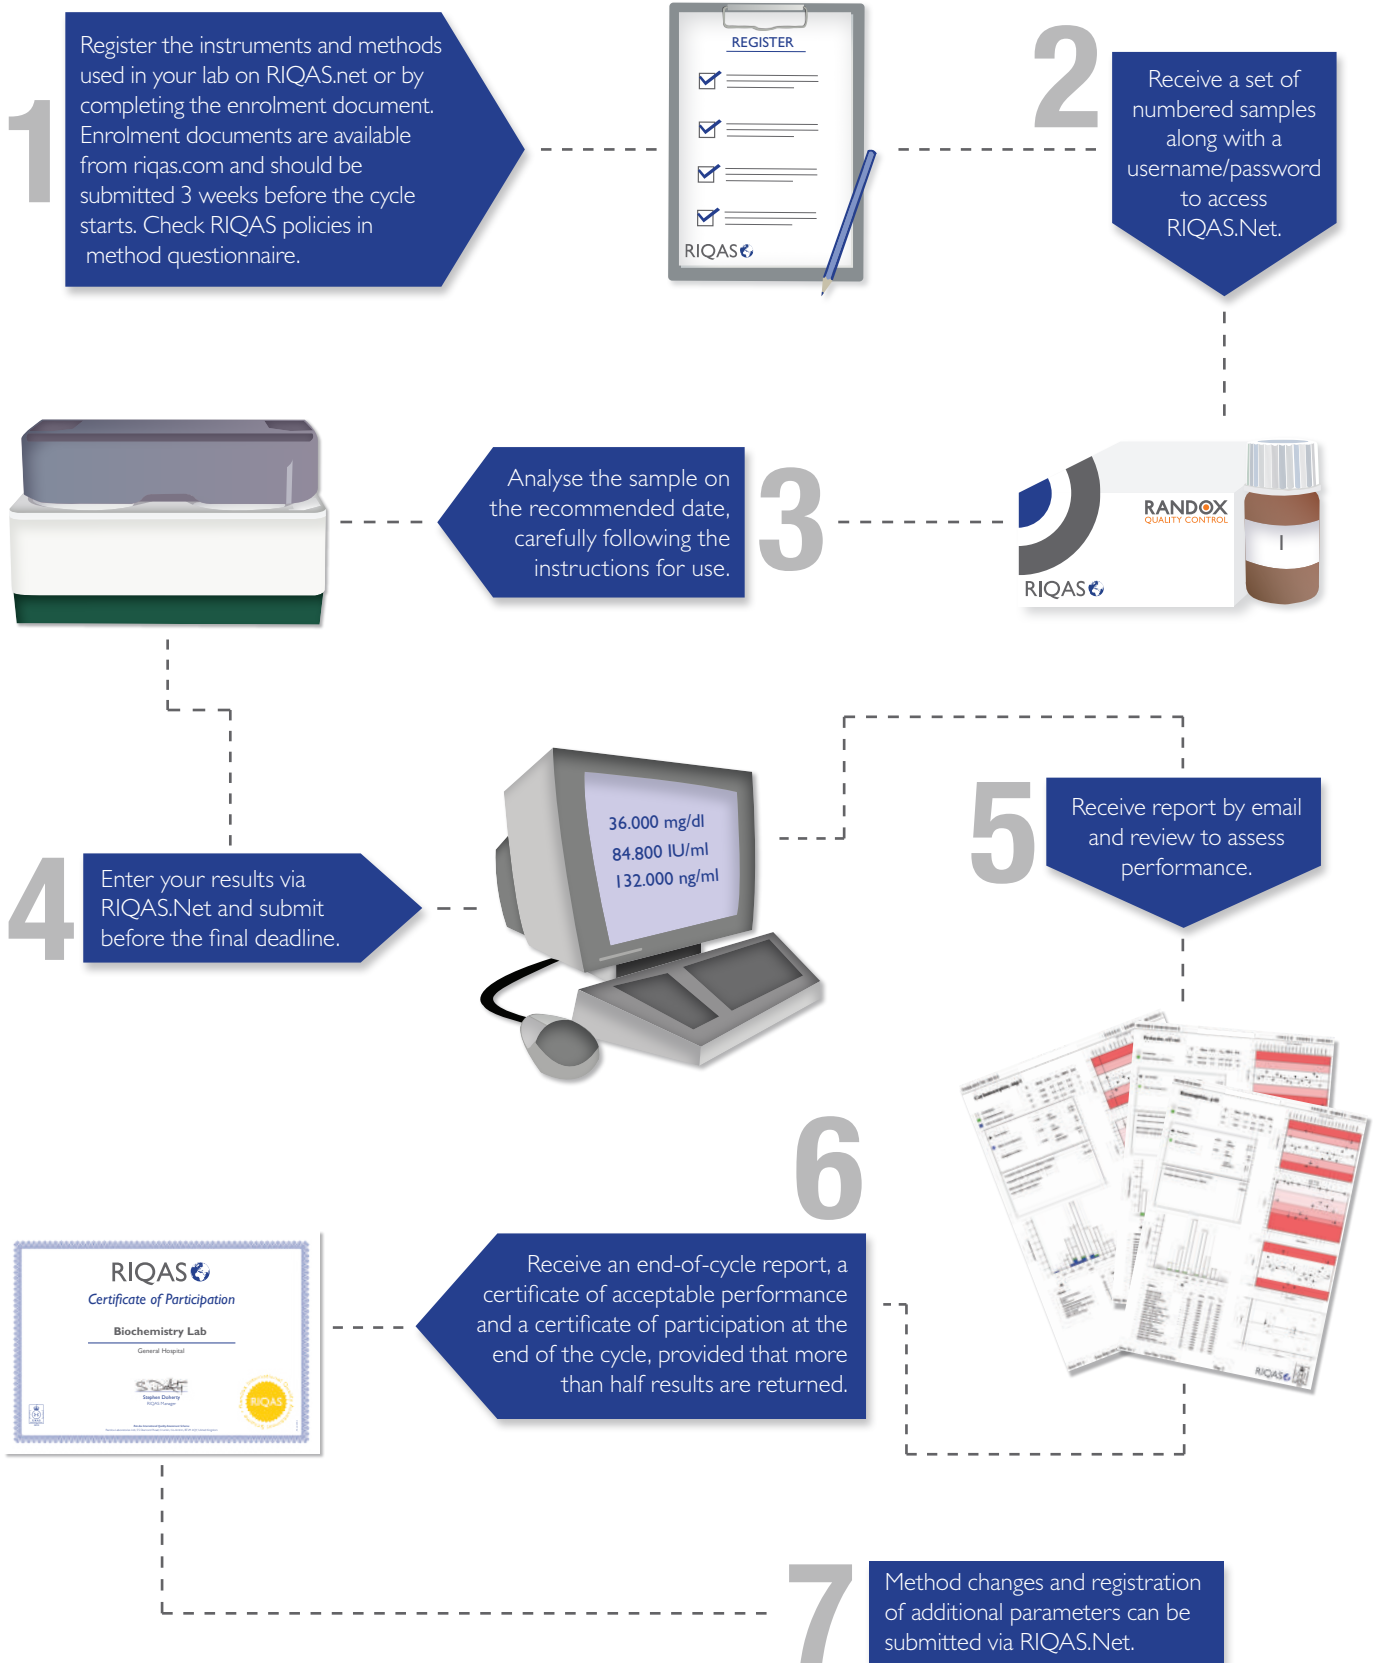 1
Register the instruments and methods
used in your lab on RIQAS.net or by
completing the enrolment document.
Enrolment documents are available
from riqas.com and should be
submitted 3 weeks before the cycle
starts. Check RIQAS policies in
method questionnaire.
REGISTER
RIQAS
2
Receive a set of
numbered samples
along with a
username/password
to access
RIQAS.Net.
Analyse the sample on
the recommended date,
carefully following the
instructions for use.
3
RANDOX
QUALITY CONTROL
RIQAS
1
4
Enter your results via
RIQAS.Net and submit
before the final deadline.
36.000 mg/dl
84.800 IU/ml
132.000 ng/ml
5
Receive report by email
and review to assess
performance.
RIQAS
6
Receive an end-of-cycle report, a
certificate of acceptable performance
and a certificate of participation at the
end of the cycle, provided that more
than half results are returned.
RIQAS
Certificate of Participation
Biochemistry Lab
General Hospital
Stephen Doherty
RIQAS Manager
RIQAS
7
Method changes and registration
of additional parameters can be
submitted via RIQAS.Net.